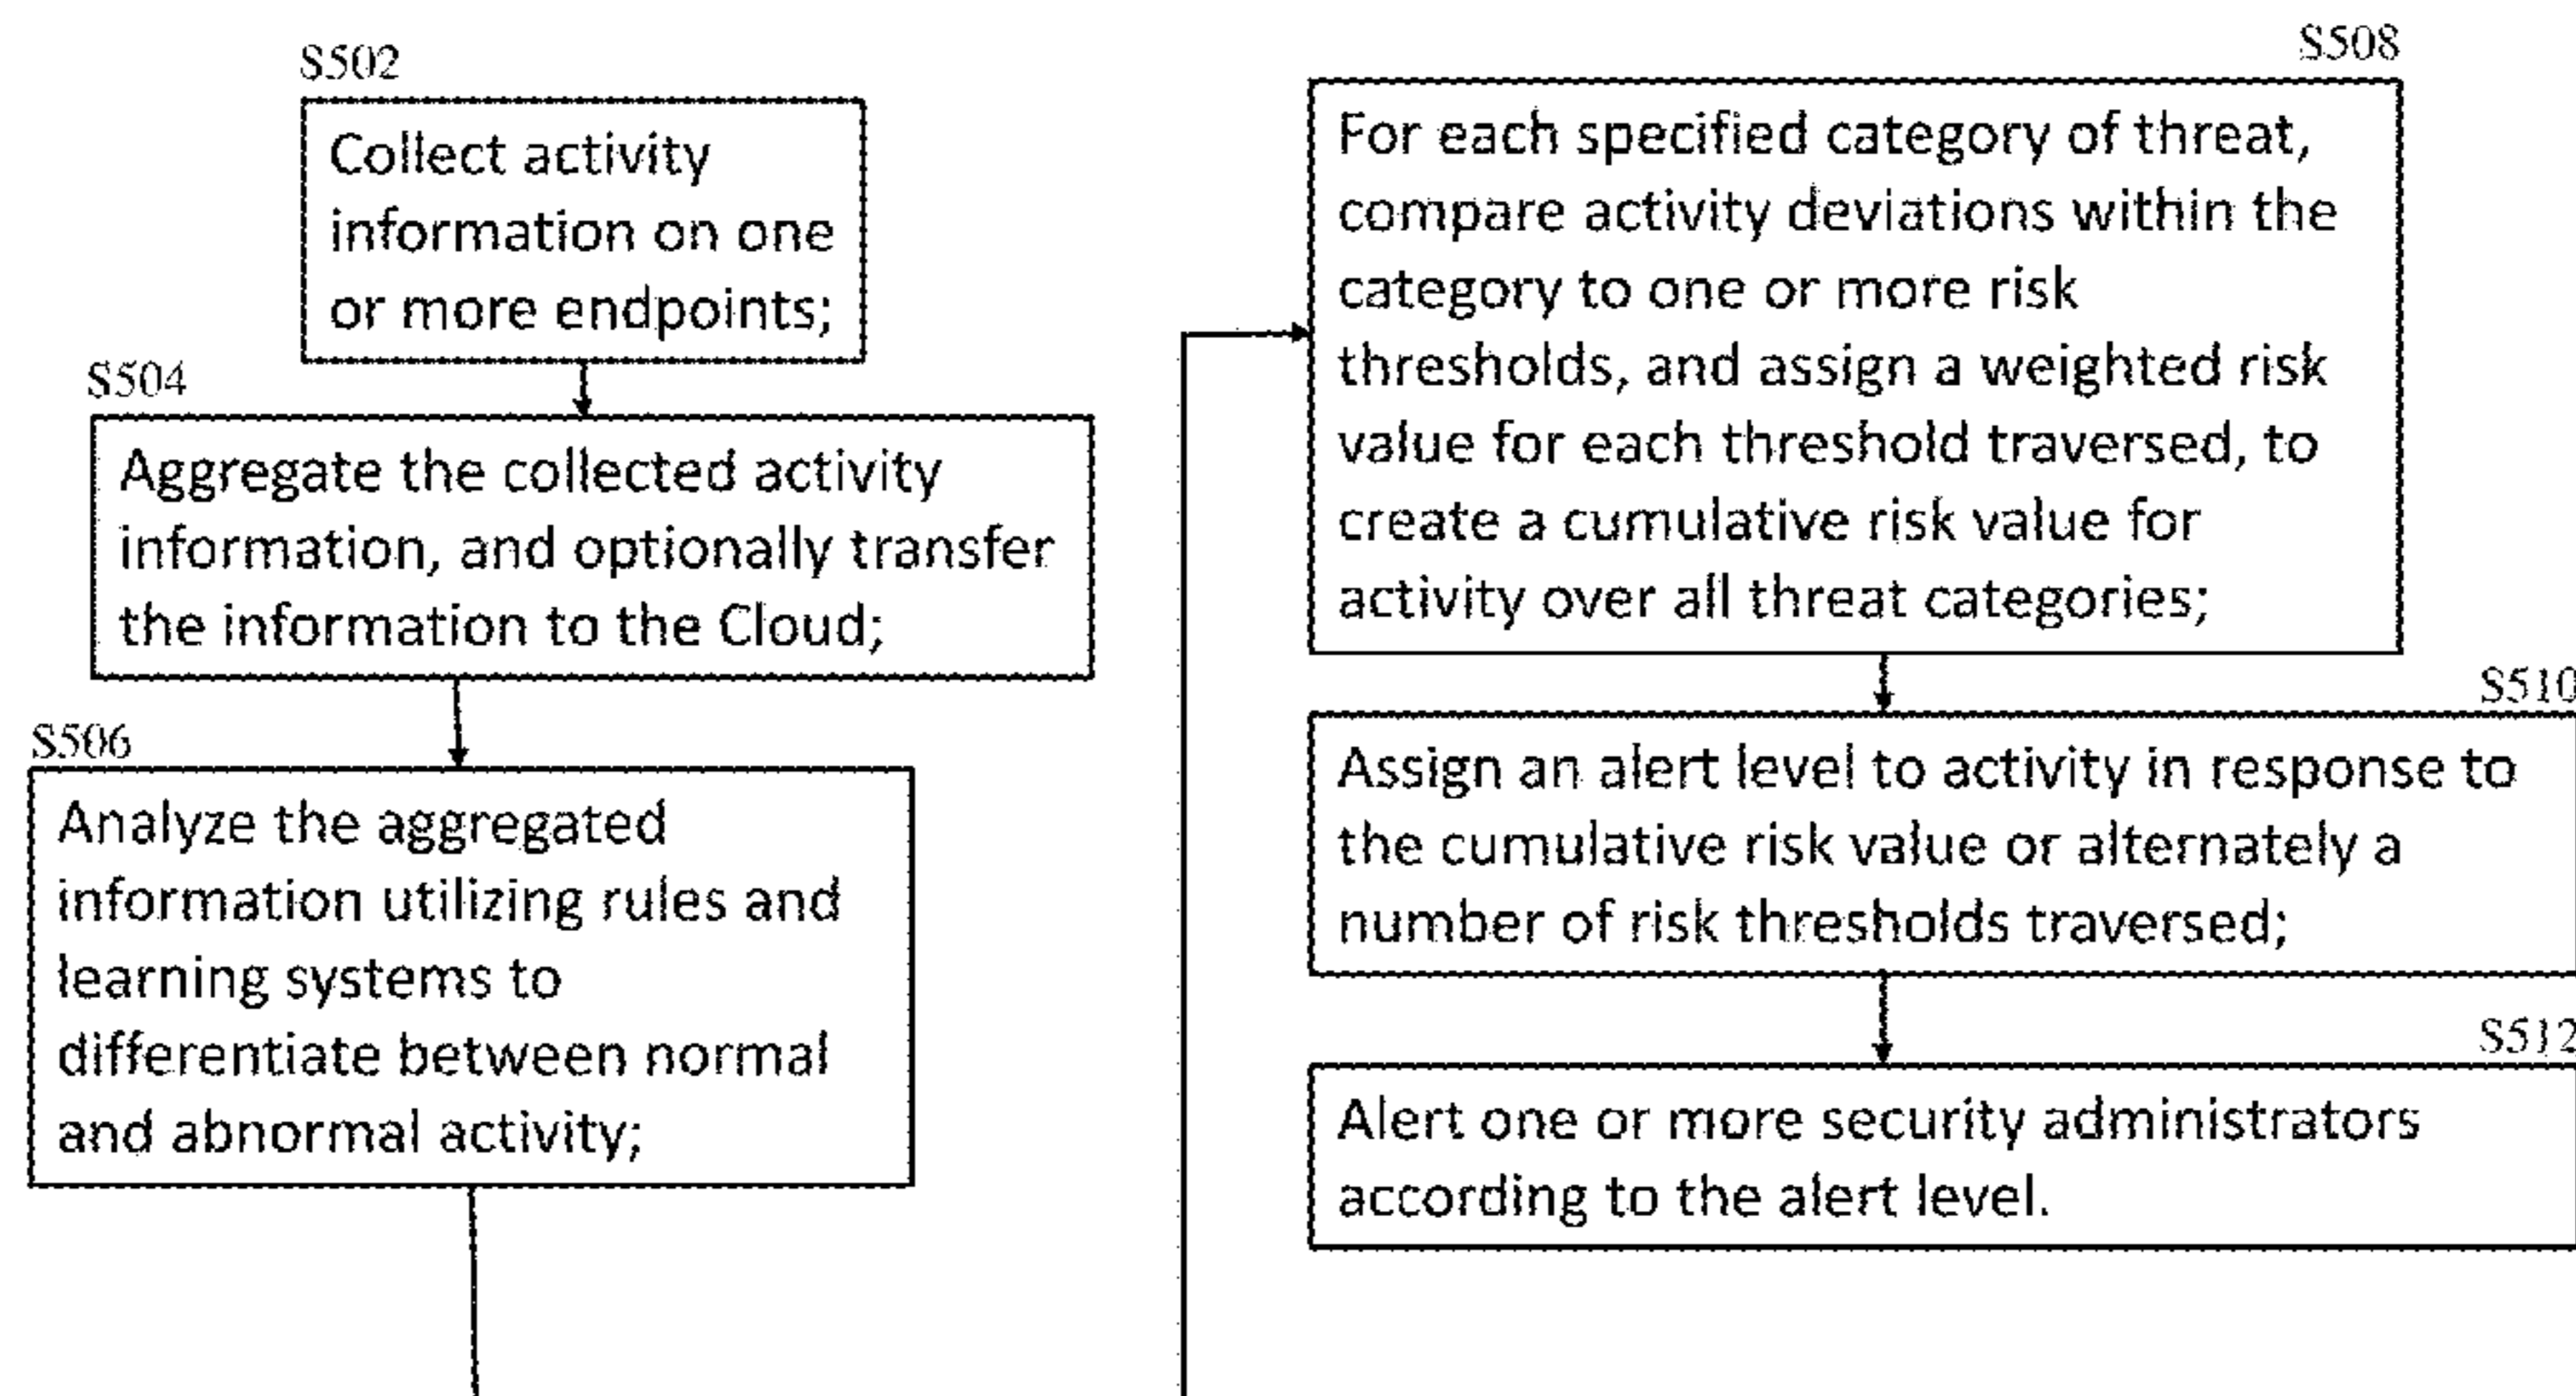 S502
Collect activity
information on one
or more endpoints;
S504
Aggregate the collected activity
information, and optionally transfer
the information to the Cloud;
S506
Analyze the aggregated
information utilizing rules and
learning systems to
differentiate between normal
and abnormal activity;
S508
For each specified category of threat,
compare activity deviations within the
category to one or more risk
thresholds, and assign a weighted risk
value for each threshold traversed, to
create a cumulative risk value for
activity over all threat categories;
S510
Assign an alert level to activity in response to
the cumulative risk value or alternately a
number of risk thresholds traversed;
S512
Alert one or more security administrators
according to the alert level.